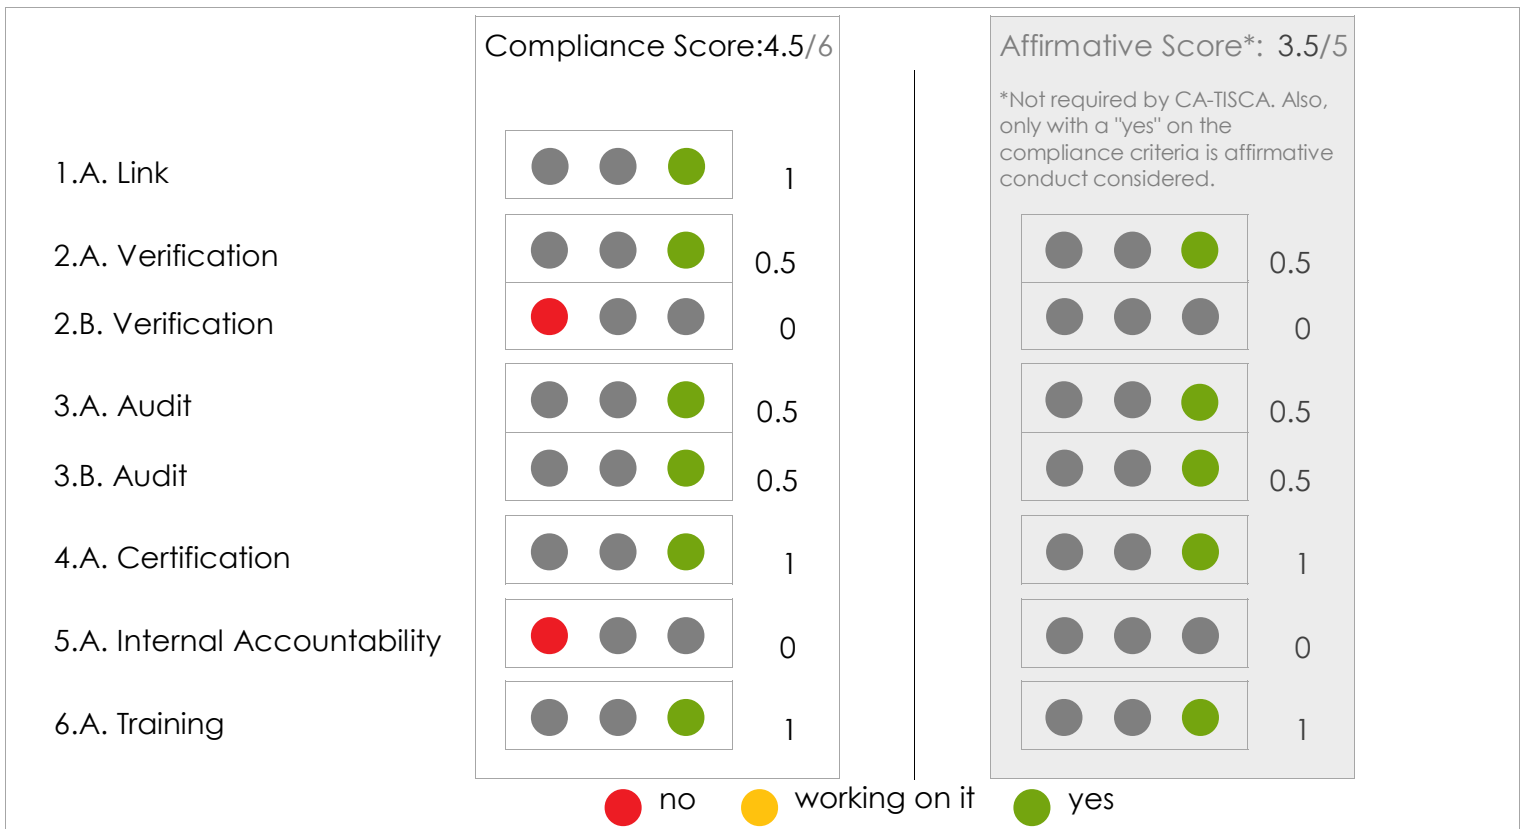 Compliance Score:4.5/6
Affirmative Score*: 3.5/5
*Not required by CA-TISCA. Also,
only with a "yes" on the
compliance criteria is affirmative
conduct considered.
1.A. Link 1
2.A. Verification 0.5 0.5
2.B. Verification 0 0
3.A. Audit 0.5 0.5
3.B. Audit 0.5 0.5
4.A. Certification 1 1
5.A. Internal Accountability 0 0
6.A. Training 1 1
no working on it yes